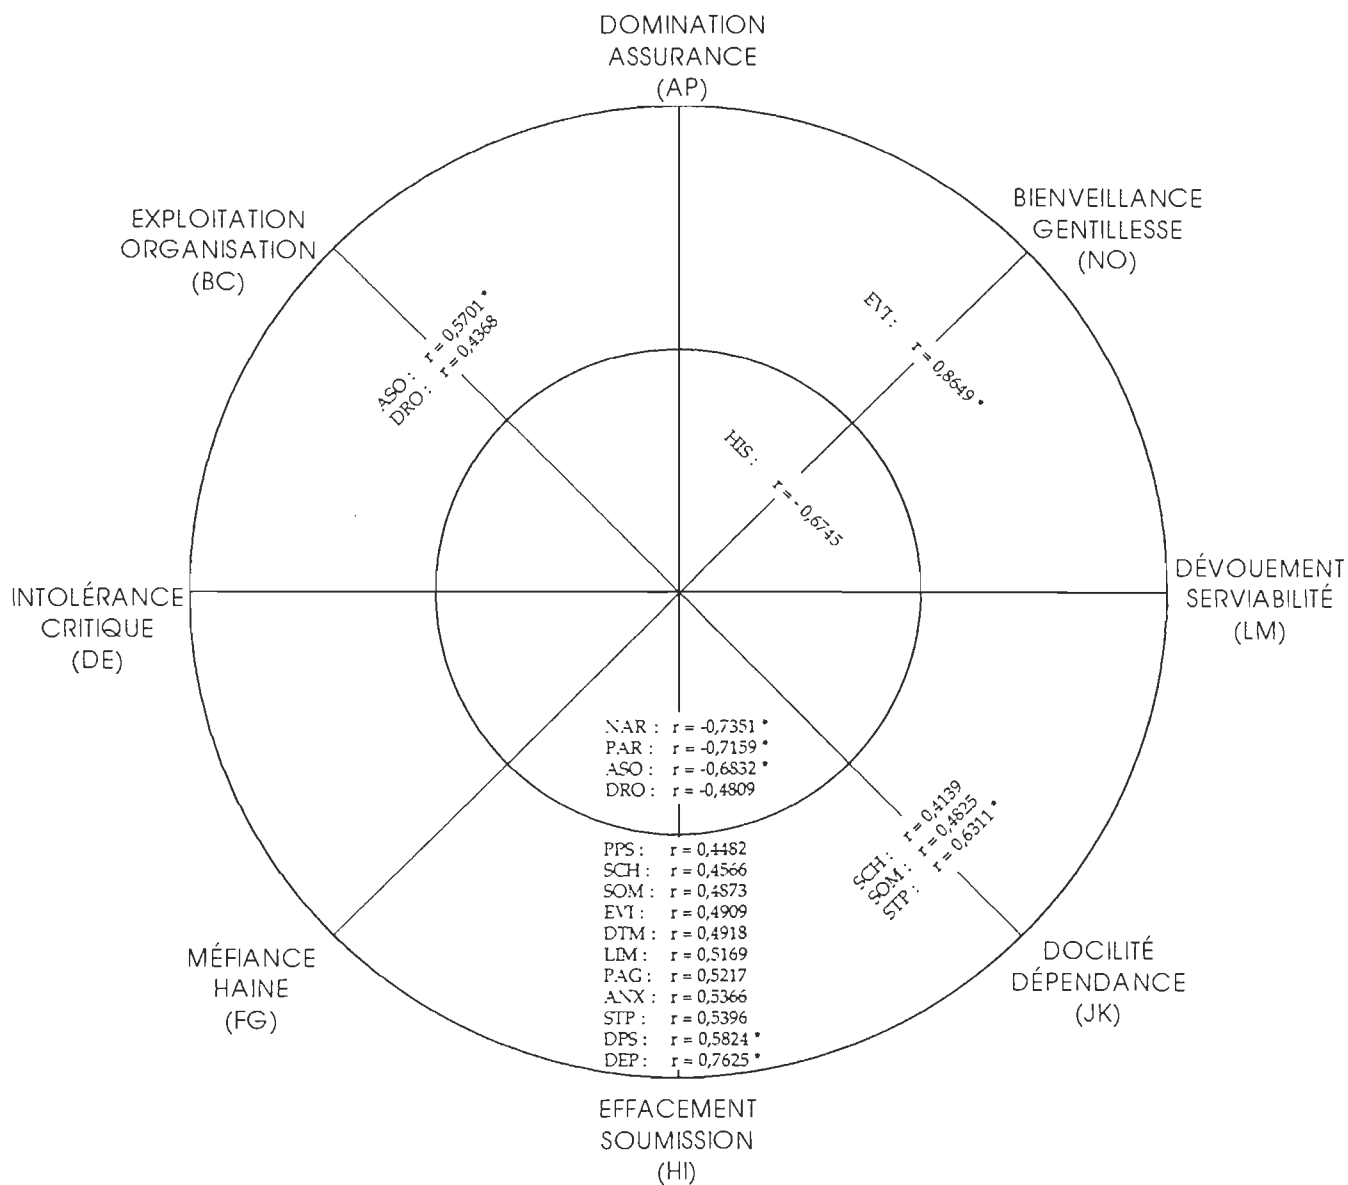 DOMINATION
ASSURANCE
(AP)
BIENVEILLANCE
GENTILLESSE
(NO)
EXPLOITATION
ORGANISATION
(BC)
EVI : r = 0,8649 *
ASO : r = 0,5701 *
DRO : r = 0,4368
HIS : r = - 0,6745
DÉVOUEMENT
SERVIABILITÉ
(LM)
INTOLÉRANCE
CRITIQUE
(DE)
NAR : r = -0,7351 *
PAR : r = -0,7159 *
ASO : r = -0,6832 *
DRO : r = -0,4809
SCH : r = 0,4139
SOM : r = 0,4825
STP : r = 0,6311 *
PPS : r = 0,4482
SCH : r = 0,4566
SOM : r = 0,4873
EVI : r = 0,4909
DTM : r = 0,4918
LIM : r = 0,5169
PAG : r = 0,5217
ANX : r = 0,5366
STP : r = 0,5396
DPS : r = 0,5824 *
DEP : r = 0,7625 *
MÉFIANCE
HAINE
(FG)
DOCILITÉ
DÉPENDANCE
(JK)
EFFACEMENT
SOUMISSION
(HI)